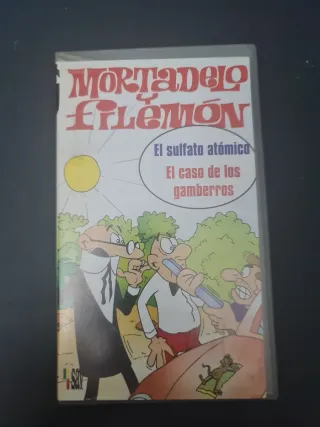 MORTADELO
Y
FILEMÓN
El sulfato atómico
El caso de los
gamberros